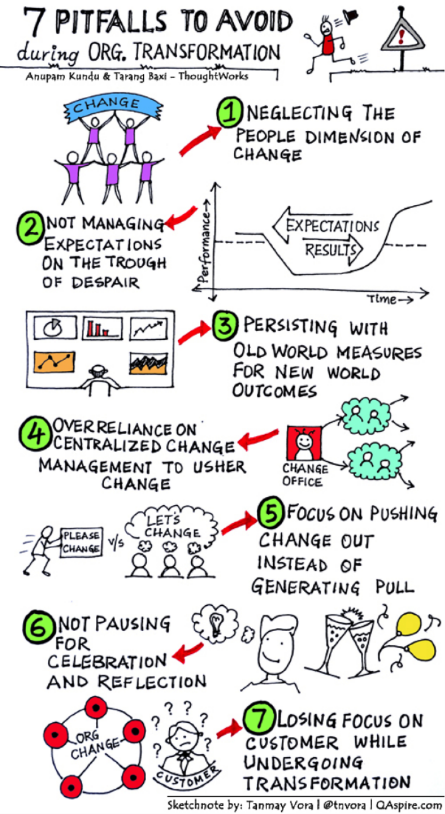 7 PITFALLS TO AVOID
during ORG. TRANSFORMATION
Anupam Kundu & Tarang Baxi - ThoughtWorks
CHANGE
1 NEGLECTING THE
PEOPLE DIMENSION OF
CHANGE
2 NOT MANAGING
EXPECTATIONS
ON THE TROUGH
OF DESPAIR
Performance→
EXPECTATIONS
RESULTS
Time→
3 PERSISTING WITH
OLD WORLD MEASURES
FOR NEW WORLD
OUTCOMES
4 OVER RELIANCE ON
CENTRALIZED CHANGE
MANAGEMENT TO USHER
CHANGE
CHANGE
OFFICE
5 FOCUS ON PUSHING
CHANGE OUT
INSTEAD OF
GENERATING PULL
PLEASE
CHANGE
v/s
LET'S
CHANGE
6 NOT PAUSING
FOR
CELEBRATION
AND REFLECTION
7 LOSING FOCUS ON
CUSTOMER WHILE
UNDERGOING
TRANSFORMATION
ORG
CHANGE
? ? ? ? ? ?
CUSTOMER
Sketchnote by: Tanmay Vora | @tnvora | QAspire.com